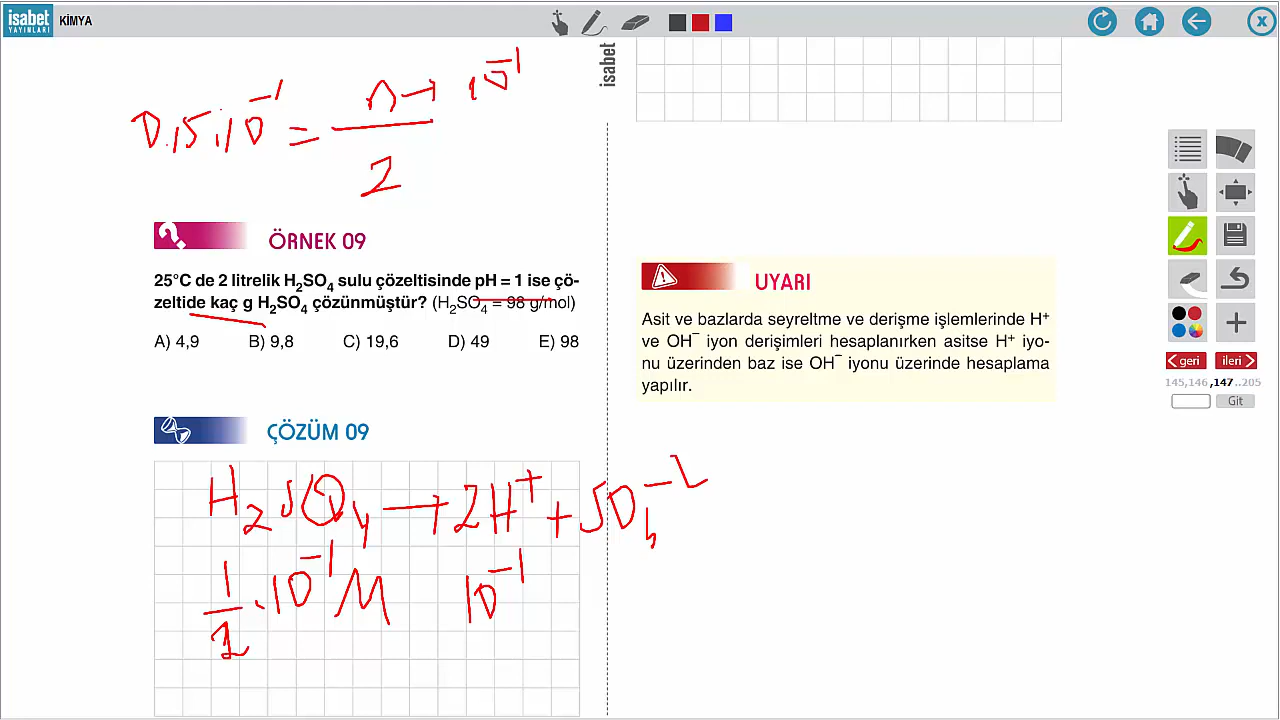 isabet
YAYINLARI
KİMYA
isabet
0,5.10⁻¹ = n → 10⁻¹
2
ÖRNEK 09
25°C de 2 litrelik H₂SO₄ sulu çözeltisinde pH = 1 ise çö-
zeltide kaç g H₂SO₄ çözünmüştür? (H₂SO₄ = 98 g/mol)
A) 4,9 B) 9,8 C) 19,6 D) 49 E) 98
ÇÖZÜM 09
H₂SO₄ → 2H⁺ + SO₄⁻²
1/2 . 10⁻¹ M 10⁻¹
UYARI
Asit ve bazlarda seyreltme ve derişme işlemlerinde H⁺
ve OH⁻ iyon derişimleri hesaplanırken asitse H⁺ iyo-
nu üzerinden baz ise OH⁻ iyonu üzerinde hesaplama
yapılır.
geri ileri
145,146,147..205
Git